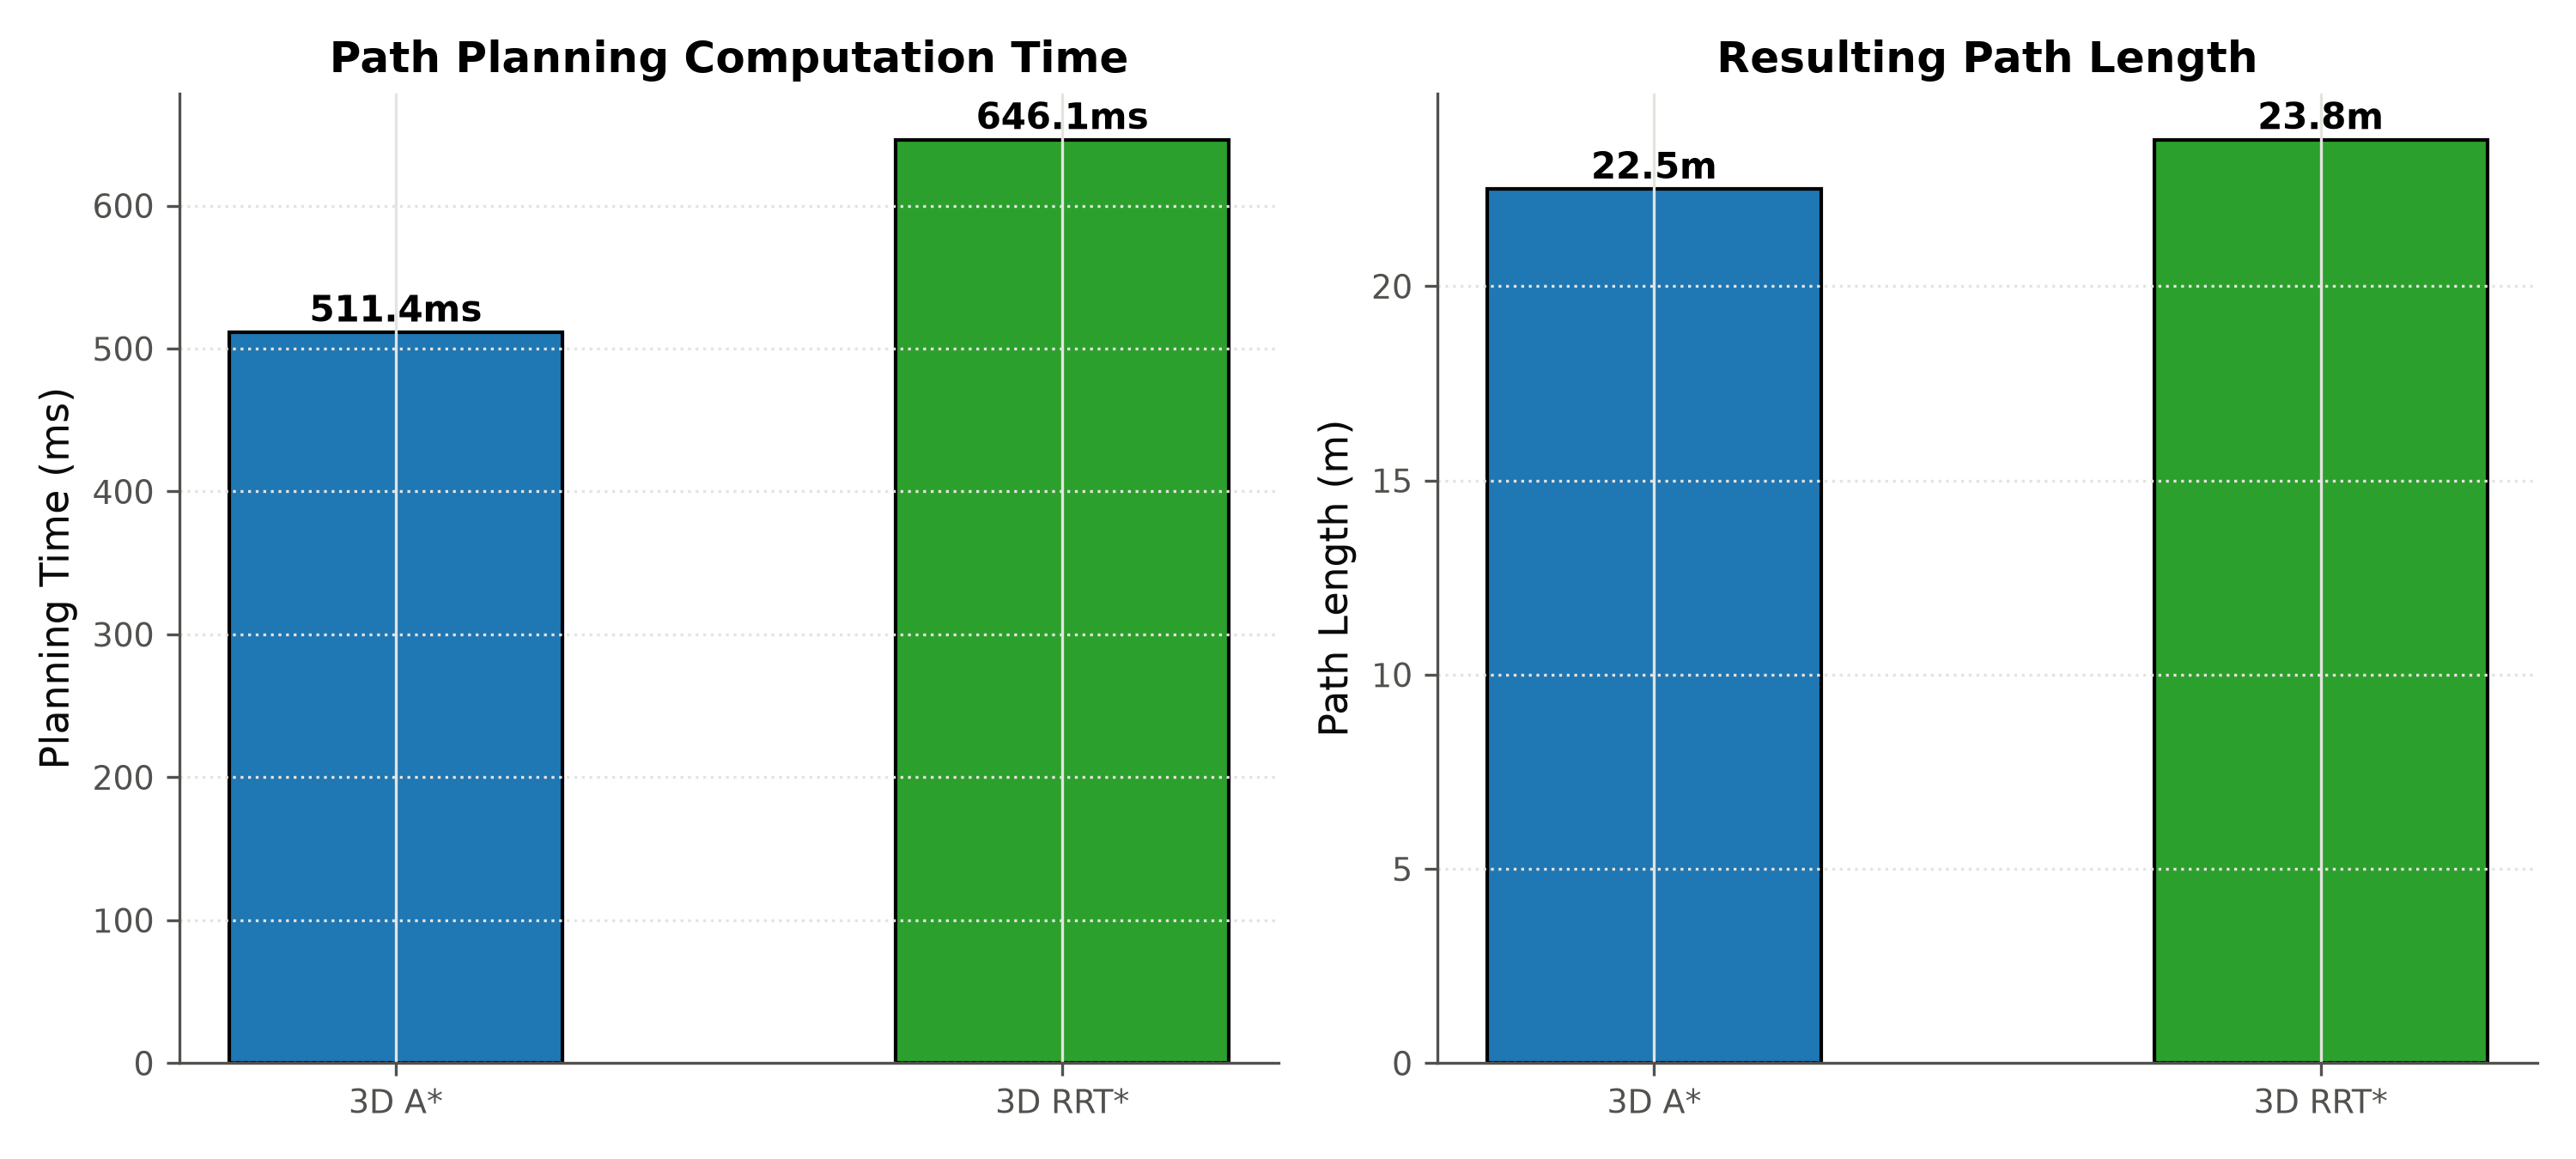 Path Planning Computation Time
Planning Time (ms)
600
500
400
300
200
100
0
511.4ms
646.1ms
3D A*
3D RRT*
Resulting Path Length
Path Length (m)
20
15
10
5
0
22.5m
23.8m
3D A*
3D RRT*